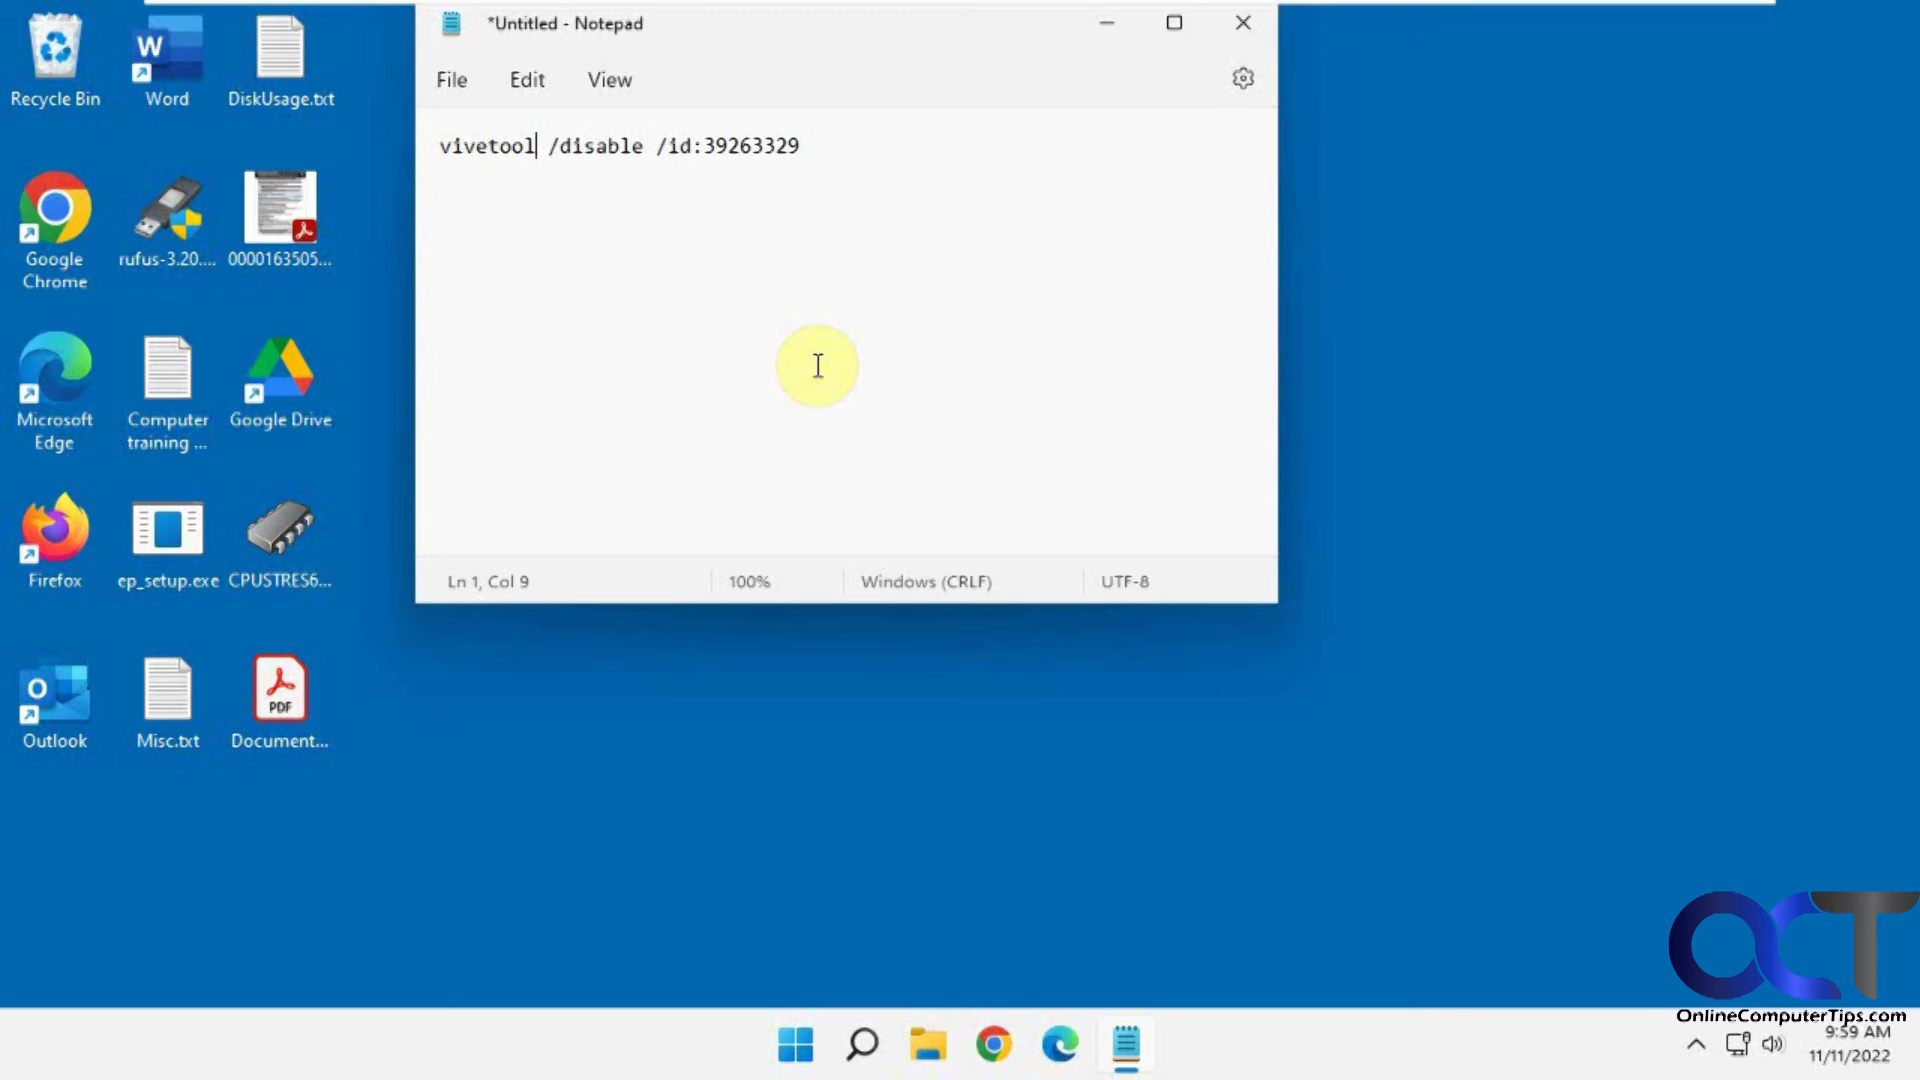 *Untitled - Notepad
File Edit View
vivetool /disable /id:39263329
Ln 1, Col 9 100% Windows (CRLF) UTF-8
Recycle Bin
Word
DiskUsage.txt
Google
Chrome
rufus-3.20....
0000163505...
Microsoft
Edge
Computer
training ...
Google Drive
Firefox
ep_setup.exe
CPUSTRES6...
Outlook
Misc.txt
PDF
Document...
OCT
OnlineComputerTips.com
9:59 AM
11/11/2022